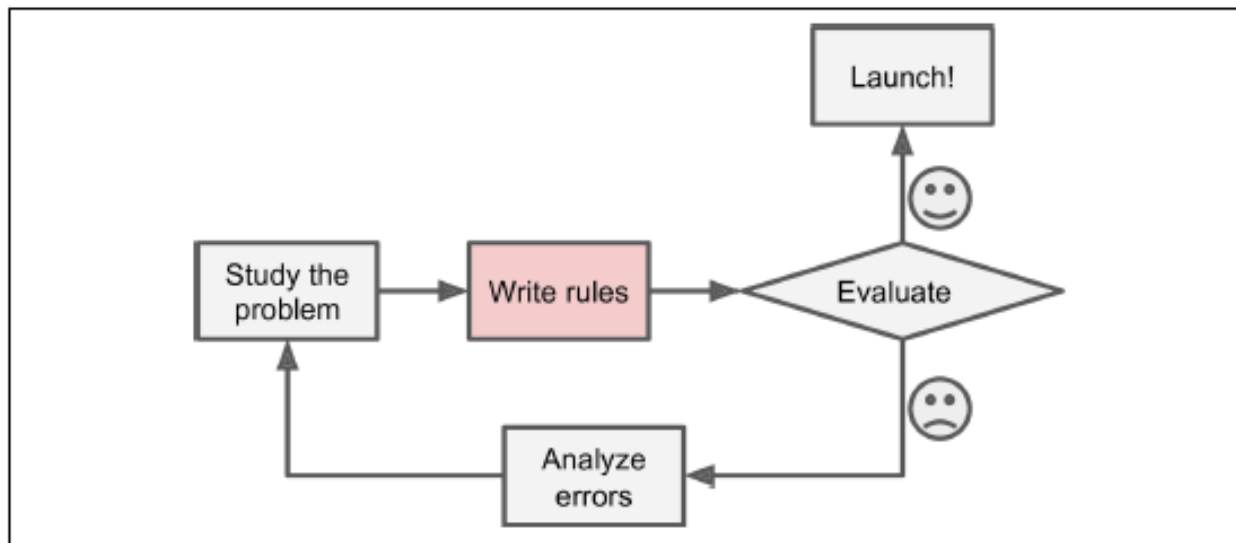 Launch!
Study the
problem
Write rules
Evaluate
Analyze
errors